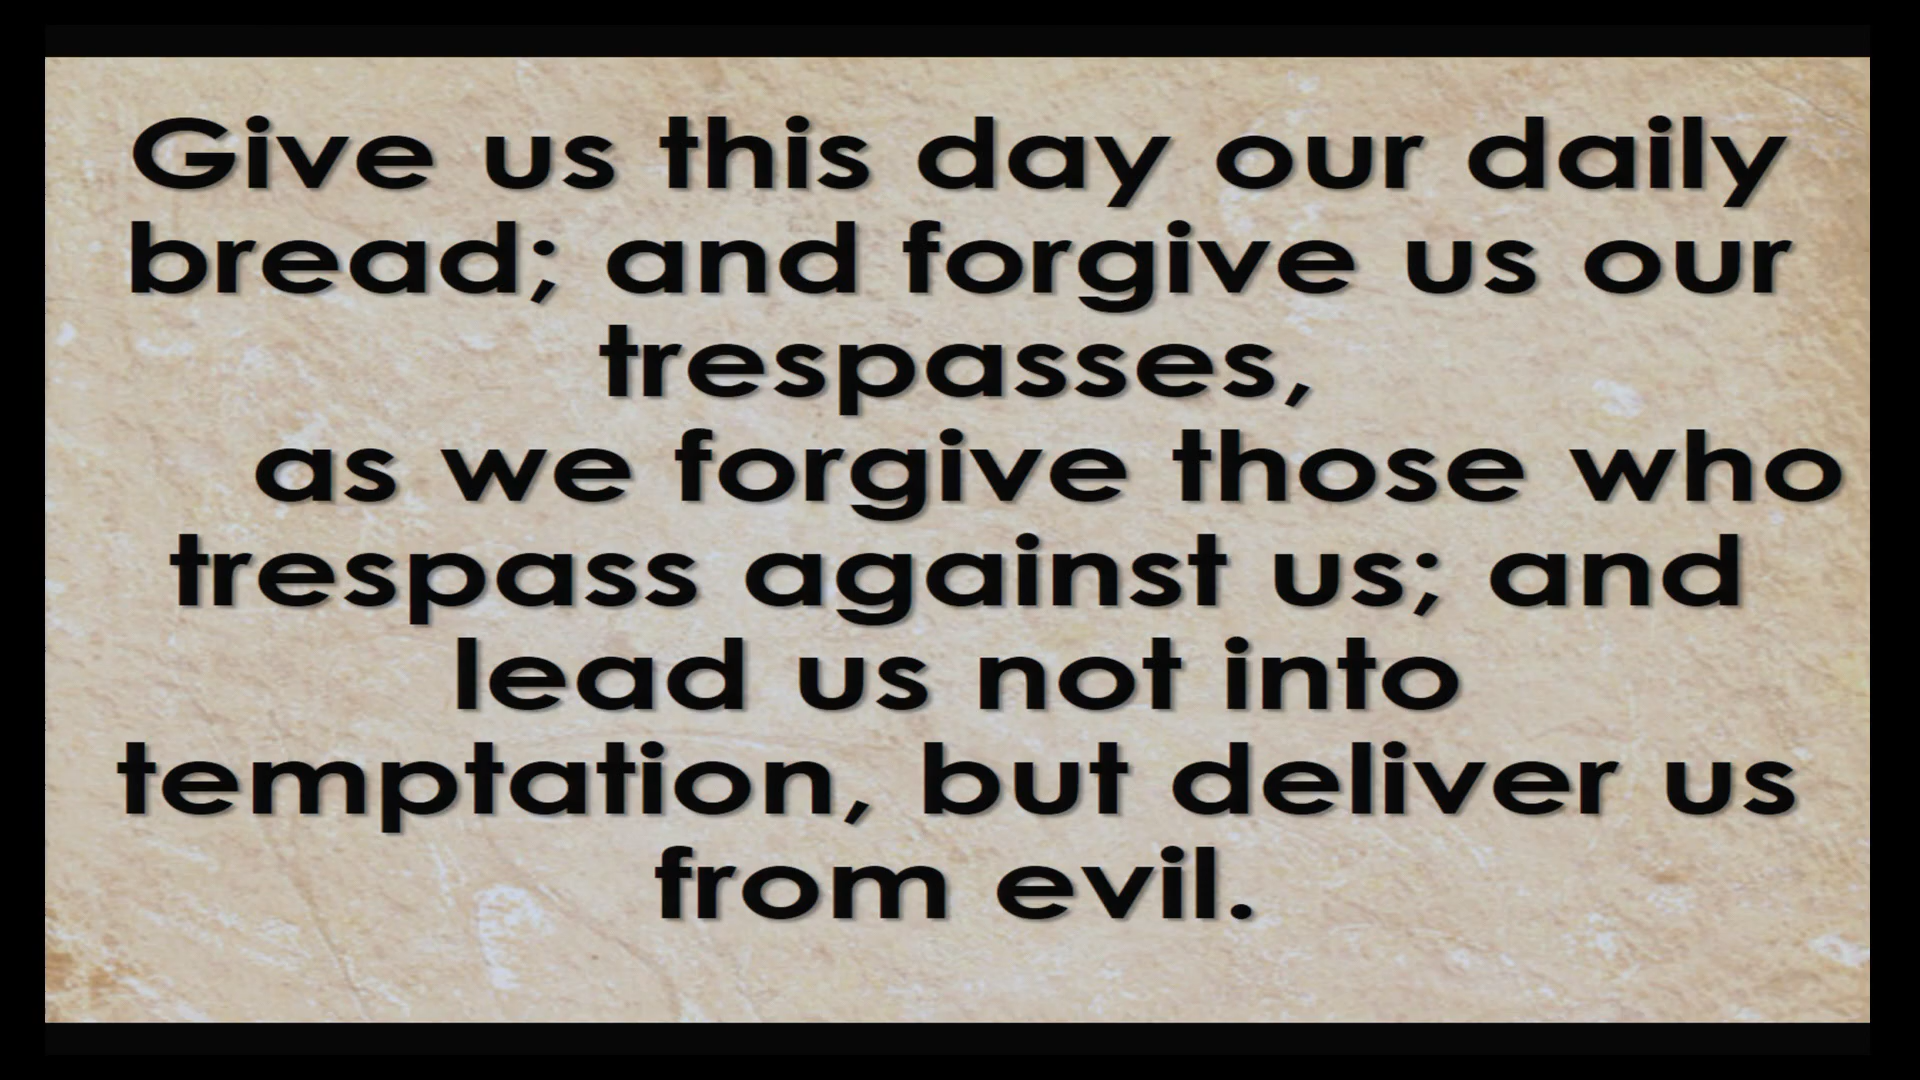 Give us this day our daily
bread; and forgive us our
trespasses,
as we forgive those who
trespass against us; and
lead us not into
temptation, but deliver us
from evil.